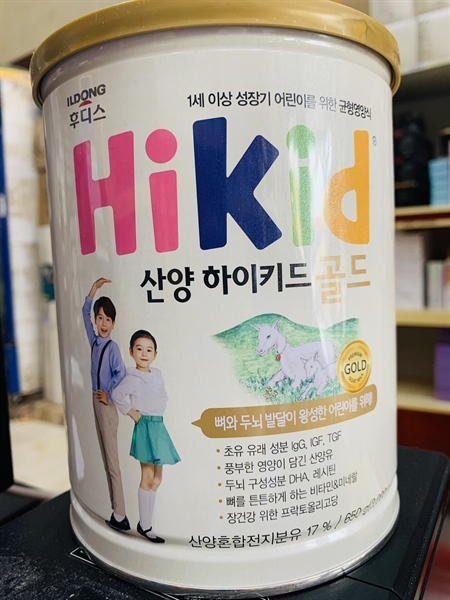 ILDONG
후디스
1세 이상 성장기 어린이를 위한 균형영양식
Hikid®
산양 하이키드 골드
PREMIUM
GOLD
뼈와 두뇌 발달이 왕성한 어린이를 위해!
• 초유 유래 성분 IgG, IGF, TGF
• 풍부한 영양이 담긴 산양유
• 두뇌 구성성분 DHA, 레시틴
• 뼈를 튼튼하게 하는 비타민&미네랄
• 장건강 위한 프락토올리고당
산양혼합전지분유 17 % / 650 g